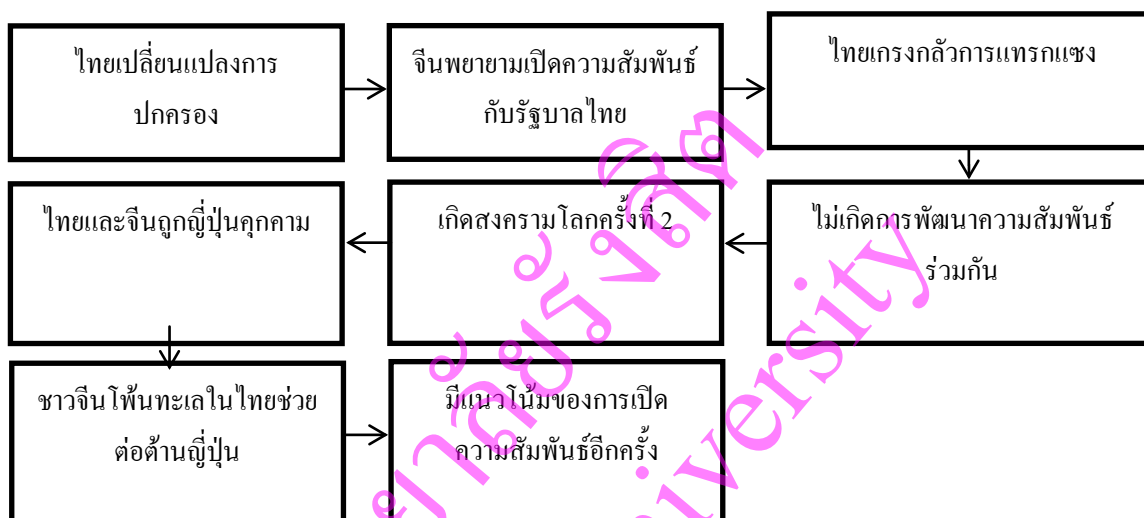 ไทยเปลี่ยนแปลงการ
ปกครอง
จีนพยายามเปิดความสัมพันธ์
กับรัฐบาลไทย
ไทยเกรงกลัวการแทรกแซง
ไม่เกิดการพัฒนาความสัมพันธ์
ร่วมกัน
เกิดสงครามโลกครั้งที่ 2
ไทยและจีนถูกญี่ปุ่นคุกคาม
ชาวจีนโพ้นทะเลในไทยช่วย
ต่อต้านญี่ปุ่น
มีแนวโน้มของการเปิด
ความสัมพันธ์อีกครั้ง
ยาลัยรังสิต
University